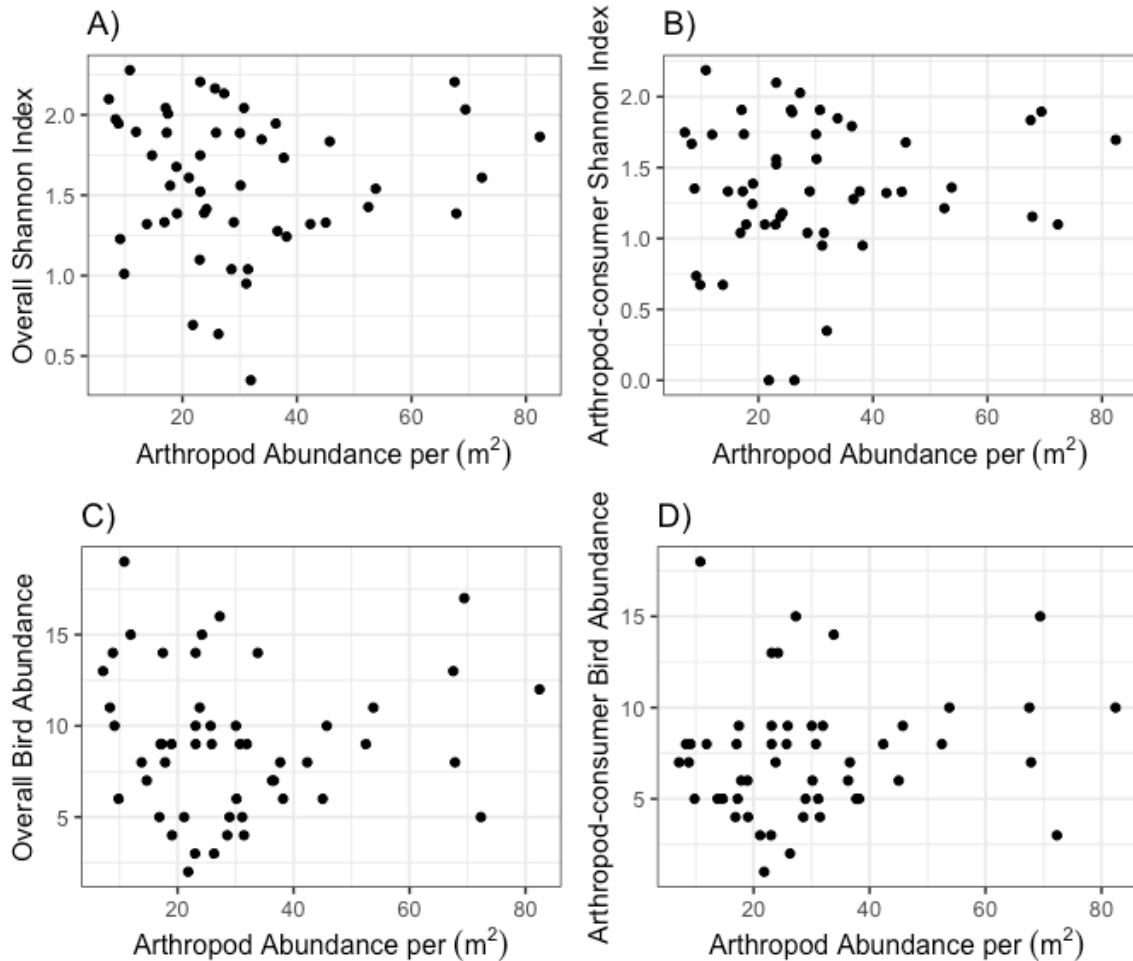 A)
Overall Shannon Index
2.0
1.5
1.0
0.5
20 40 60 80
Arthropod Abundance per (m²)
B)
Arthropod-consumer Shannon Index
2.0
1.5
1.0
0.5
0.0
20 40 60 80
Arthropod Abundance per (m²)
C)
Overall Bird Abundance
15
10
5
20 40 60 80
Arthropod Abundance per (m²)
D)
Arthropod-consumer Bird Abundance
15
10
5
20 40 60 80
Arthropod Abundance per (m²)